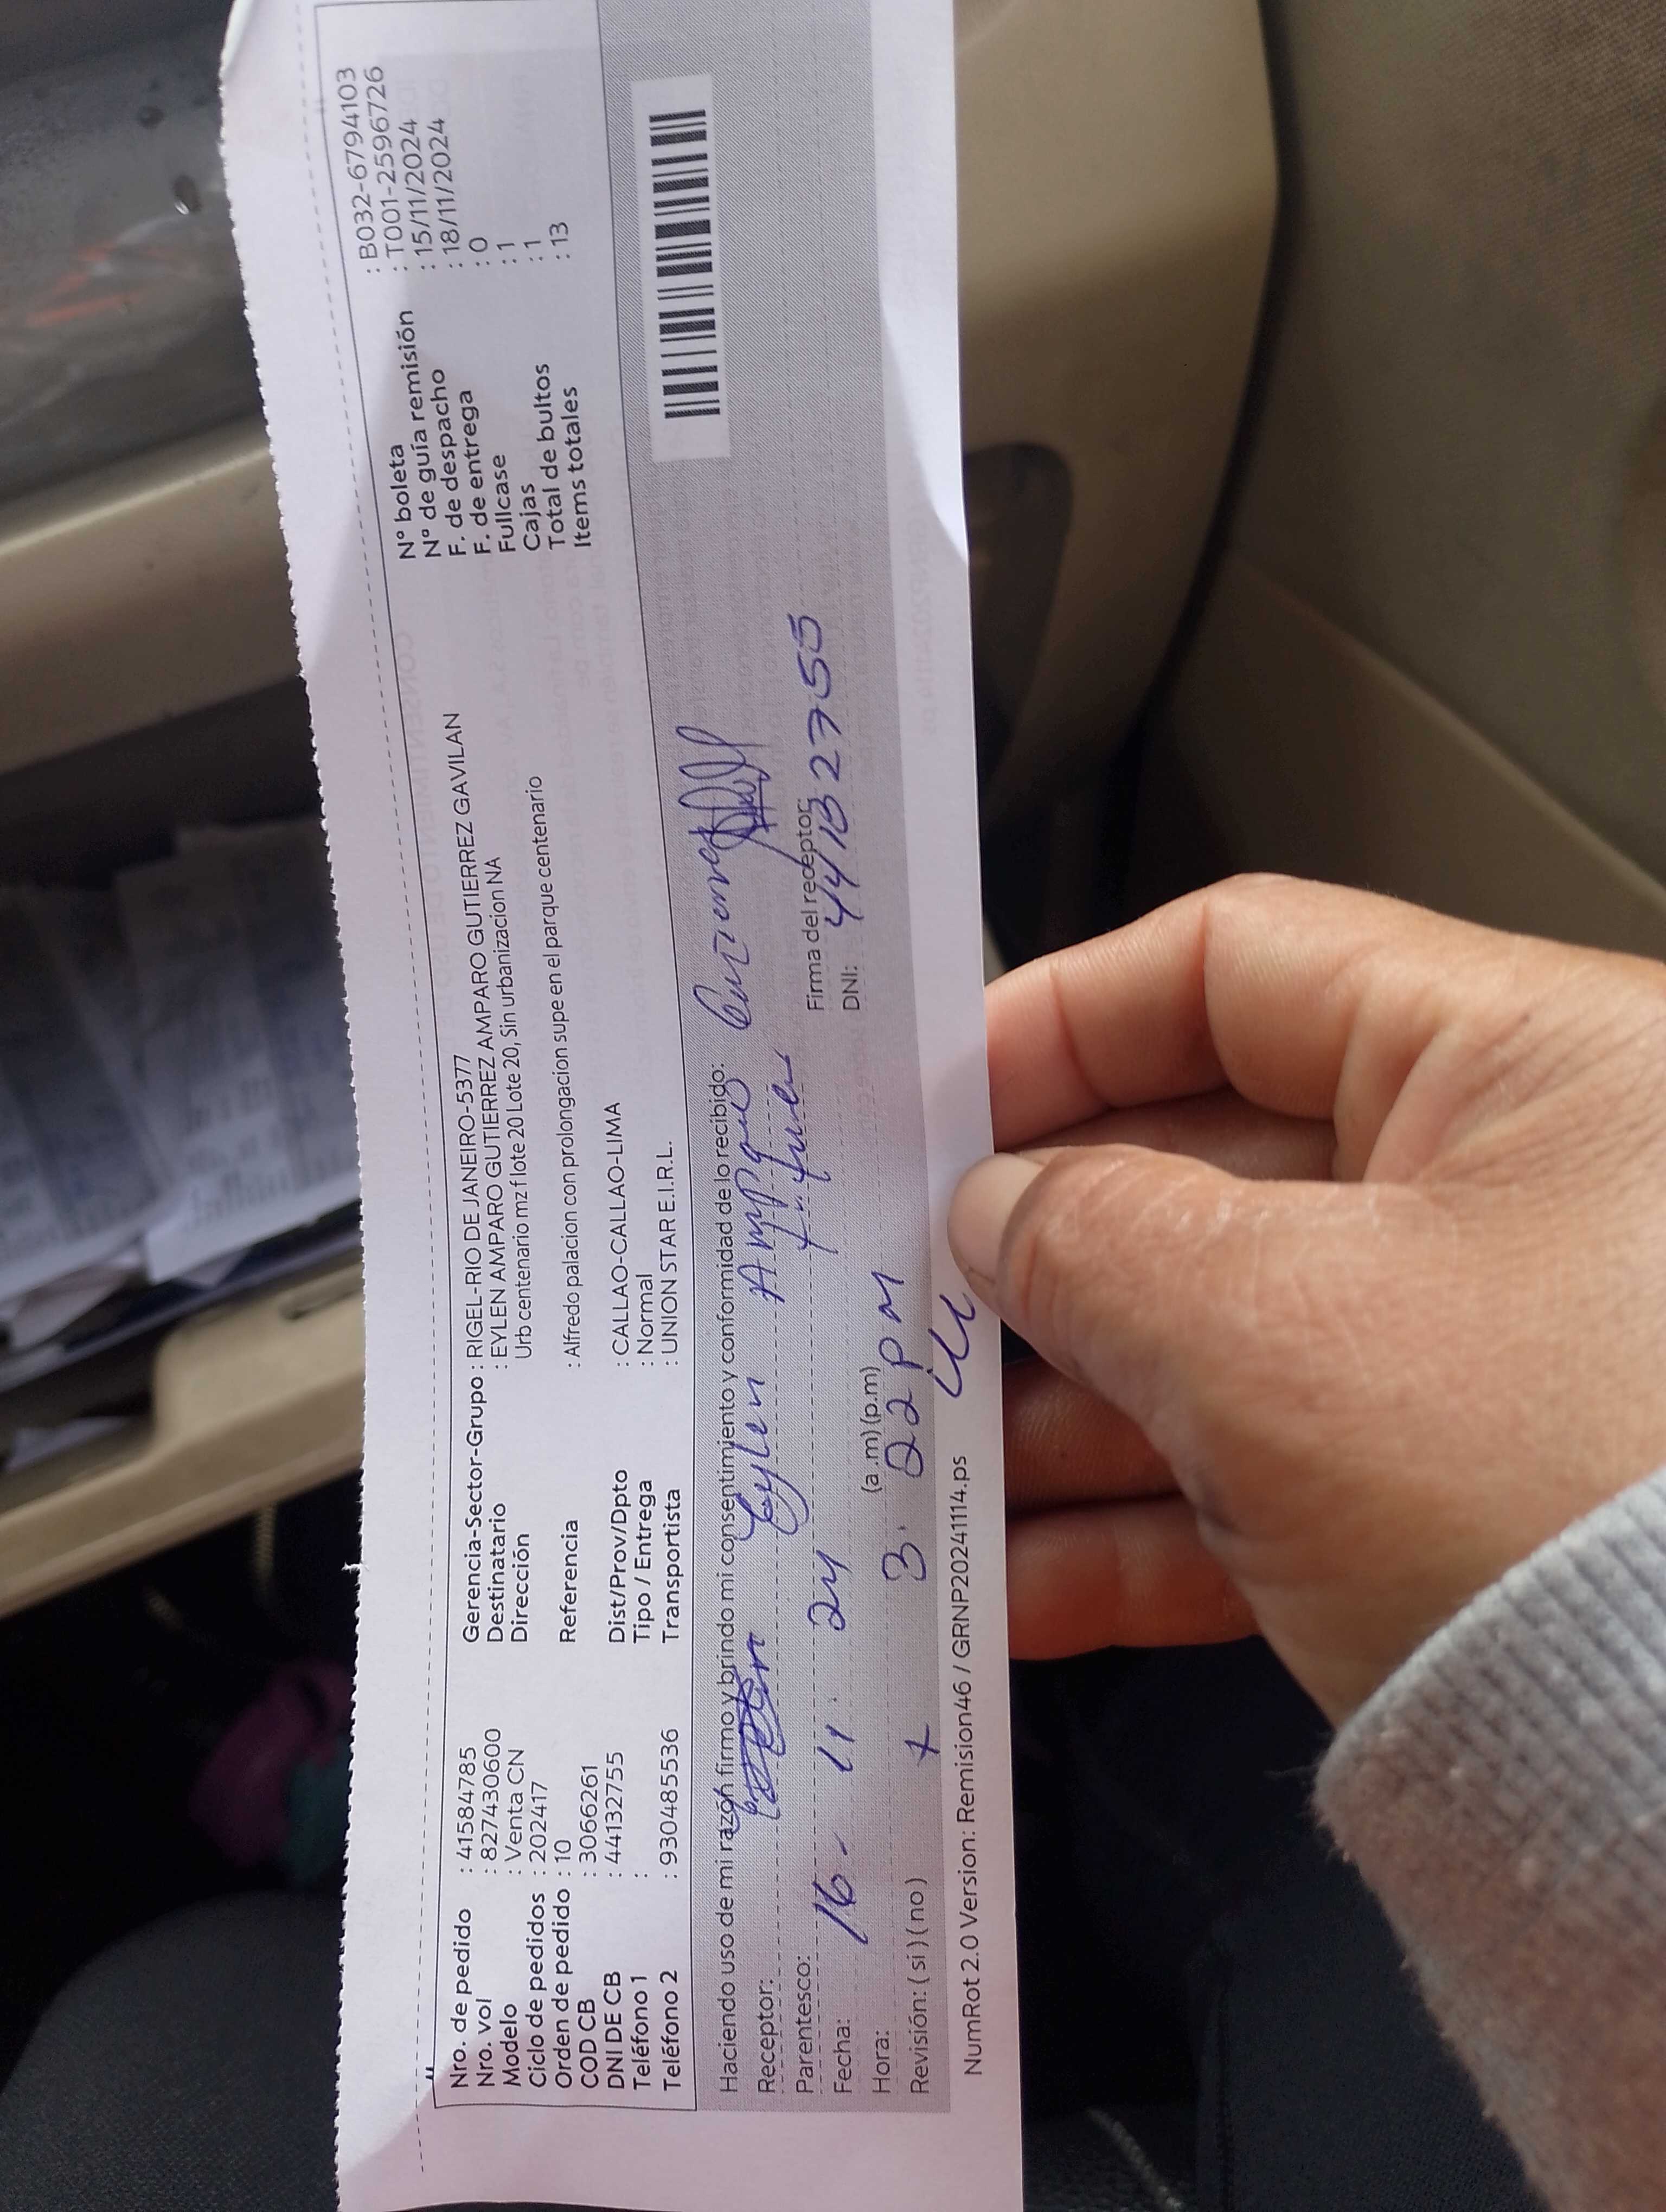 Nro. de pedido : 41584785
Nro. vol : 827430600
Modelo : Venta CN
Ciclo de pedidos : 202417
Orden de pedido : 10
COD CB : 3066261
DNI DE CB : 44132755
Teléfono 1 :
Teléfono 2 : 930485536
Gerencia-Sector-Grupo : RIGEL-RIO DE JANEIRO-5377
Destinatario : EYLEN AMPARO GUTIERREZ AMPARO GUTIERREZ GAVILAN
Dirección Urb centenario mz f lote 20 Lote 20, Sin urbanizacion NA
Referencia : Alfredo palacion con prolongacion supe en el parque centenario
Dist/Prov/Dpto : CALLAO-CALLAO-LIMA
Tipo / Entrega : Normal
Transportista : UNION STAR E.I.R.L.
N° boleta : B032-6794103
N° de guía remisión : T001-2596726
F. de despacho : 15/11/2024
F. de entrega : 18/11/2024
Fullcase : 0
Cajas : 1
Total de bultos : 1
Items totales : 13
Haciendo uso de mi razón firmo y brindo mi consentimiento y conformidad de lo recibido:
Receptor: Eylen Amparo
Parentesco:
Fecha: 16 - 11. 24
Hora: (a.m) (p.m) 3. 22 PM
Revisión: ( si ) ( no ) +
Firma del receptor:
DNI: 44132755
NumRot 2.0 Version: Remision46 / GRNP20241114.ps